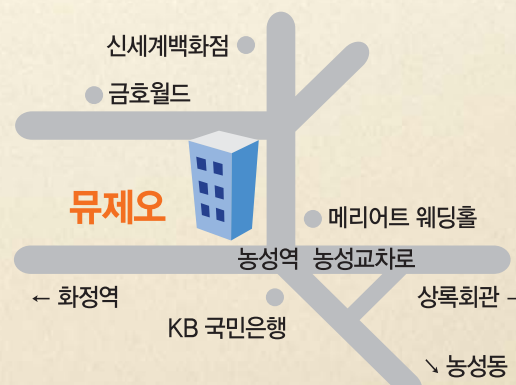 신세계백화점
금호월드
뮤제오
메리어트 웨딩홀
농성역 농성교차로
← 화정역
상록회관 →
KB 국민은행
↘ 농성동